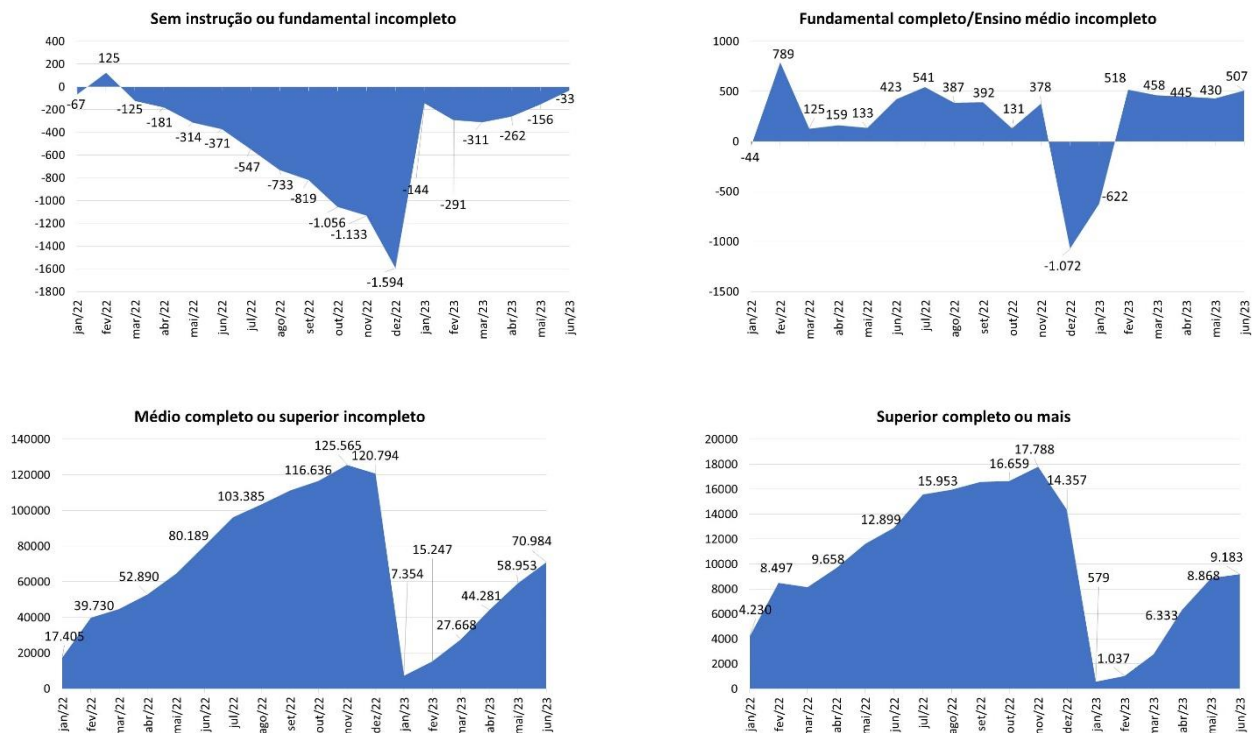 Sem instrução ou fundamental incompleto
400
200
0
-200
-400
-600
-800
-1000
-1200
-1400
-1600
-1800
-67
125
-125
-181
-314
-371
-547
-733
-819
-1.056
-1.133
-1.594
-144
-291
-311
-262
-156
-33
jan/22
fev/22
mar/22
abr/22
mai/22
jun/22
jul/22
ago/22
set/22
out/22
nov/22
dez/22
jan/23
fev/23
mar/23
abr/23
mai/23
jun/23
Fundamental completo/Ensino médio incompleto
1000
500
0
-500
-1000
-1500
-44
789
125
159
133
423
541
387
392
131
378
-1.072
-622
518
458
445
430
507
jan/22
fev/22
mar/22
abr/22
mai/22
jun/22
jul/22
ago/22
set/22
out/22
nov/22
dez/22
jan/23
fev/23
mar/23
abr/23
mai/23
jun/23
Médio completo ou superior incompleto
140000
120000
100000
80000
60000
40000
20000
0
17.405
39.730
52.890
80.189
103.385
116.636
125.565
120.794
7.354
15.247
27.668
44.281
58.953
70.984
jan/22
fev/22
mar/22
abr/22
mai/22
jun/22
jul/22
ago/22
set/22
out/22
nov/22
dez/22
jan/23
fev/23
mar/23
abr/23
mai/23
jun/23
Superior completo ou mais
20000
18000
16000
14000
12000
10000
8000
6000
4000
2000
0
4.230
8.497
9.658
12.899
15.953
16.659
17.788
14.357
579
1.037
6.333
8.868
9.183
jan/22
fev/22
mar/22
abr/22
mai/22
jun/22
jul/22
ago/22
set/22
out/22
nov/22
dez/22
jan/23
fev/23
mar/23
abr/23
mai/23
jun/23